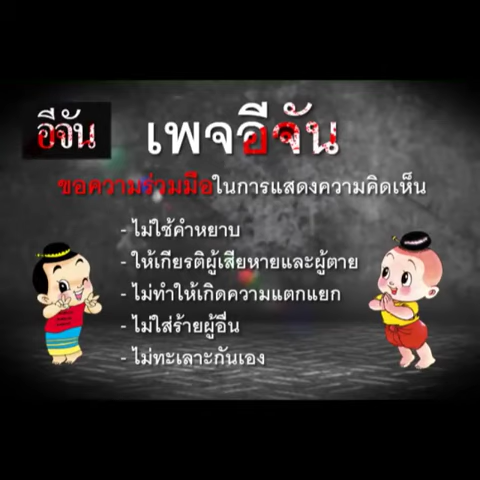 อีจัน
เพจอีจัน
ขอความร่วมมือในการแสดงความคิดเห็น
- ไม่ใช้คำหยาบ
- ให้เกียรติผู้เสียหายและผู้ตาย
- ไม่ทำให้เกิดความแตกแยก
- ไม่ใส่ร้ายผู้อื่น
- ไม่ทะเลาะกันเอง